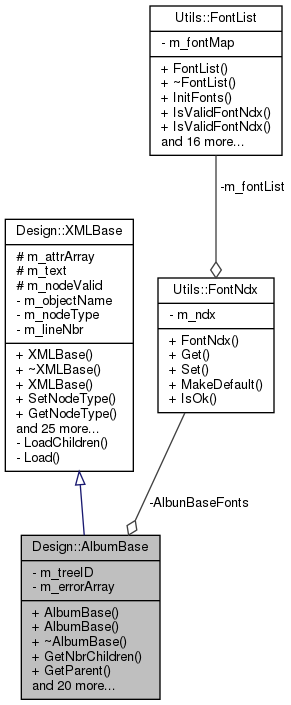 Utils::FontList
- m_fontMap
+ FontList()
+ ~FontList()
+ InitFonts()
+ IsValidFontNdx()
+ IsValidFontNdx()
and 16 more...
-m_fontList
Design::XMLBase
# m_attrArray
# m_text
# m_nodeValid
- m_objectName
- m_nodeType
- m_lineNbr
+ XMLBase()
+ ~XMLBase()
+ XMLBase()
+ SetNodeType()
+ GetNodeType()
and 25 more...
- LoadChildren()
- Load()
Utils::FontNdx
- m_ndx
+ FontNdx()
+ Get()
+ Set()
+ MakeDefault()
+ IsOk()
-AlbunBaseFonts
Design::AlbumBase
- m_treeID
- m_errorArray
+ AlbumBase()
+ AlbumBase()
+ ~AlbumBase()
+ GetNbrChildren()
+ GetParent()
and 20 more...